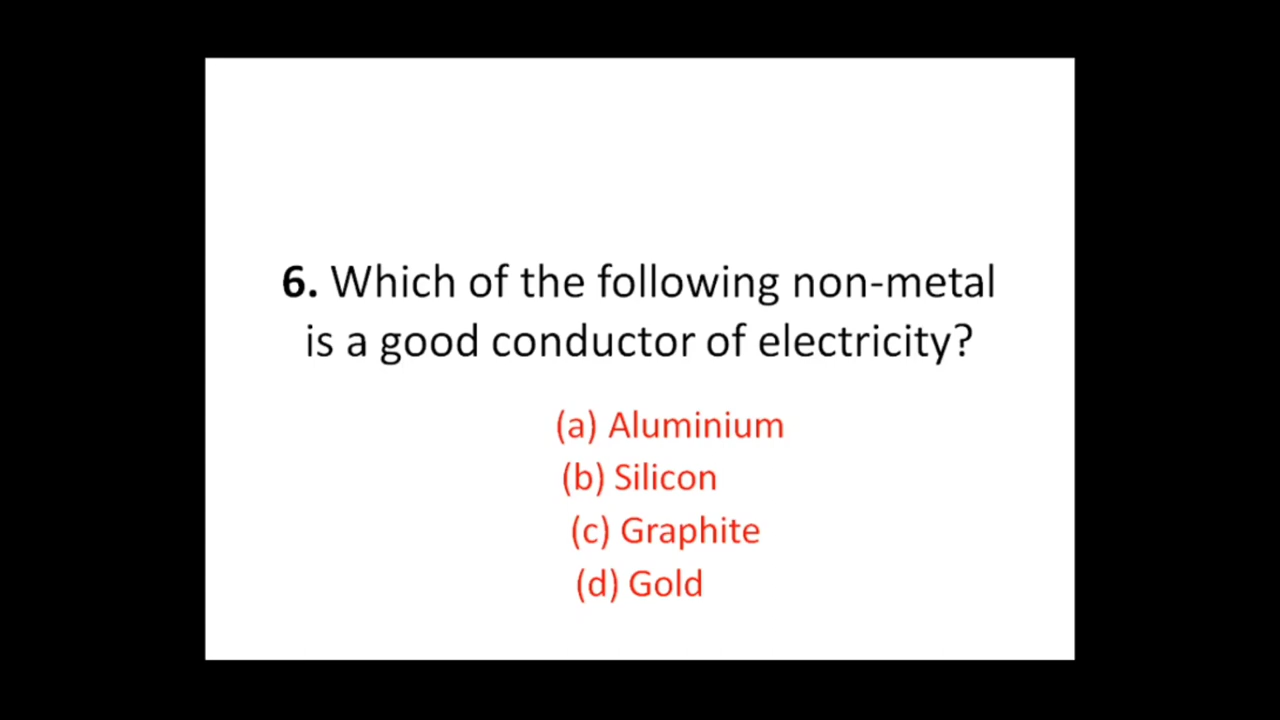 6. Which of the following non-metal
is a good conductor of electricity?
(a) Aluminium
(b) Silicon
(c) Graphite
(d) Gold